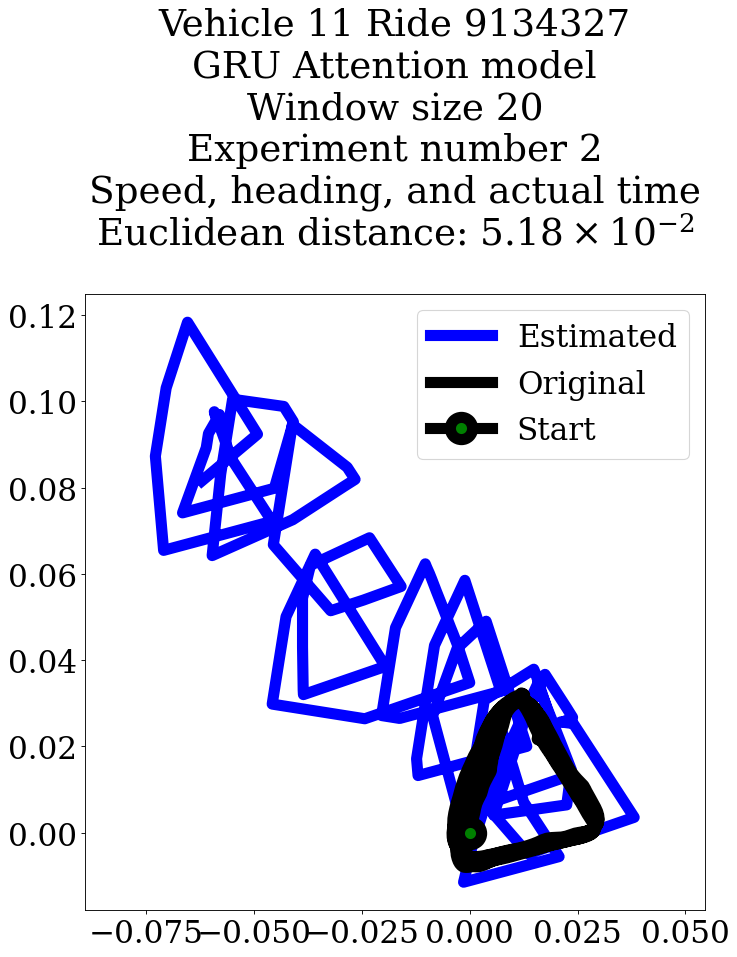 Vehicle 11 Ride 9134327
GRU Attention model
Window size 20
Experiment number 2
Speed, heading, and actual time
Euclidean distance: 5.18 × 10⁻²
Estimated
Original
Start
0.12
0.10
0.08
0.06
0.04
0.02
0.00
−0.075 −0.050 −0.025 0.000 0.025 0.050